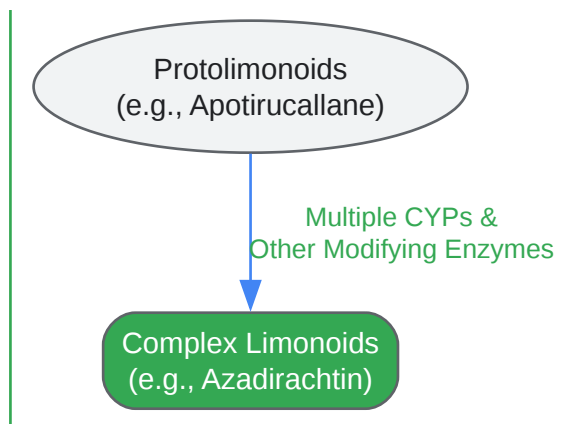 Protolimonoids
(e.g., Apotirucallane)
Multiple CYPs &
Other Modifying Enzymes
Complex Limonoids
(e.g., Azadirachtin)